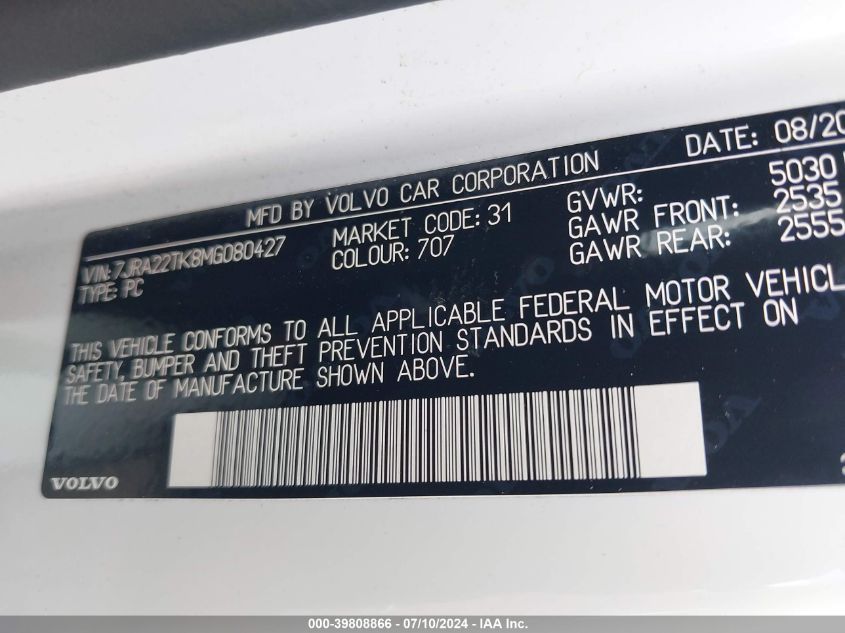 MFD BY VOLVO CAR CORPORATION DATE: 08/20
VIN: 7JRA22TK8MG080427 MARKET CODE: 31 GVWR: 5030
TYPE: PC COLOUR: 707 GAWR FRONT: 2535
GAWR REAR: 2555
THIS VEHICLE CONFORMS TO ALL APPLICABLE FEDERAL MOTOR VEHICL
SAFETY, BUMPER AND THEFT PREVENTION STANDARDS IN EFFECT ON
THE DATE OF MANUFACTURE SHOWN ABOVE.
VOLVO
000-39808866 - 07/10/2024 - IAA Inc.